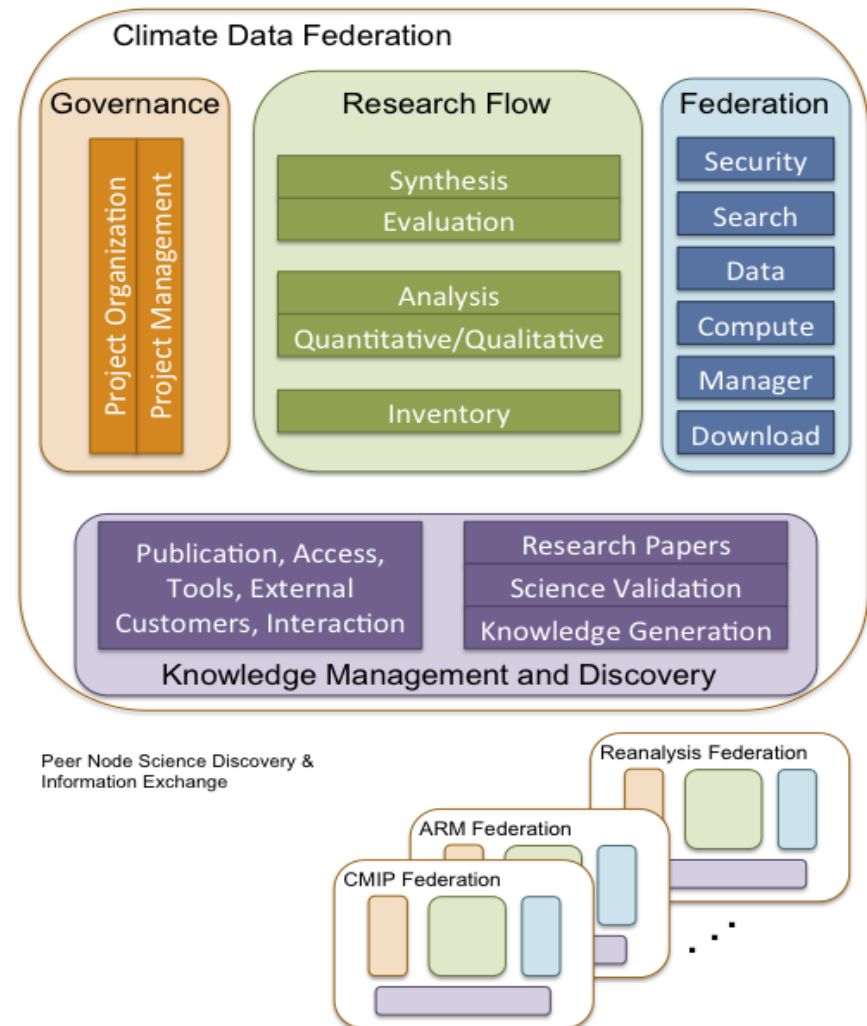 Climate Data Federation
Governance
Project Organization
Project Management
Research Flow
Synthesis
Evaluation
Analysis
Quantitative/Qualitative
Inventory
Federation
Security
Search
Data
Compute
Manager
Download
Publication, Access,
Tools, External
Customers, Interaction
Research Papers
Science Validation
Knowledge Generation
Knowledge Management and Discovery
Peer Node Science Discovery &
Information Exchange
Reanalysis Federation
ARM Federation
CMIP Federation